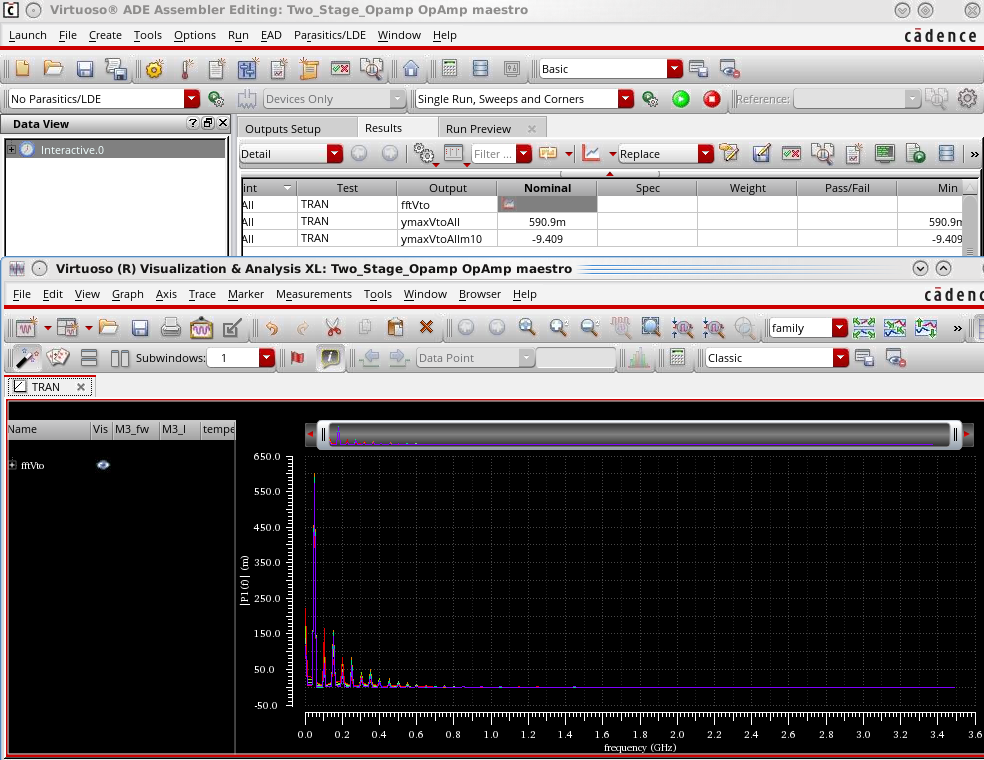 Virtuoso® ADE Assembler Editing: Two_Stage_Opamp OpAmp maestro
Launch File Create Tools Options Run EAD Parasitics/LDE Window Help
cādence
Basic
No Parasitics/LDE Devices Only Single Run, Sweeps and Corners Reference:
Data View
Interactive.0
Outputs Setup Results Run Preview
Detail Filter ... Replace
int Test Output Nominal Spec Weight Pass/Fail Min
All TRAN fftVto
All TRAN ymaxVtoAll 590.9m 590.9m
All TRAN ymaxVtoAllm10 -9.409 -9.409
Virtuoso (R) Visualization & Analysis XL: Two_Stage_Opamp OpAmp maestro
File Edit View Graph Axis Trace Marker Measurements Tools Window Browser Help
cādenc
family
Subwindows: 1 Data Point Classic
TRAN
Name Vis M3_fw M3_l tempe
fftVto
650.0
550.0
450.0
350.0
250.0
150.0
50.0
-50.0
|P1(f)| (m)
0.0 0.2 0.4 0.6 0.8 1.0 1.2 1.4 1.6 1.8 2.0 2.2 2.4 2.6 2.8 3.0 3.2 3.4 3.6
frequency (GHz)